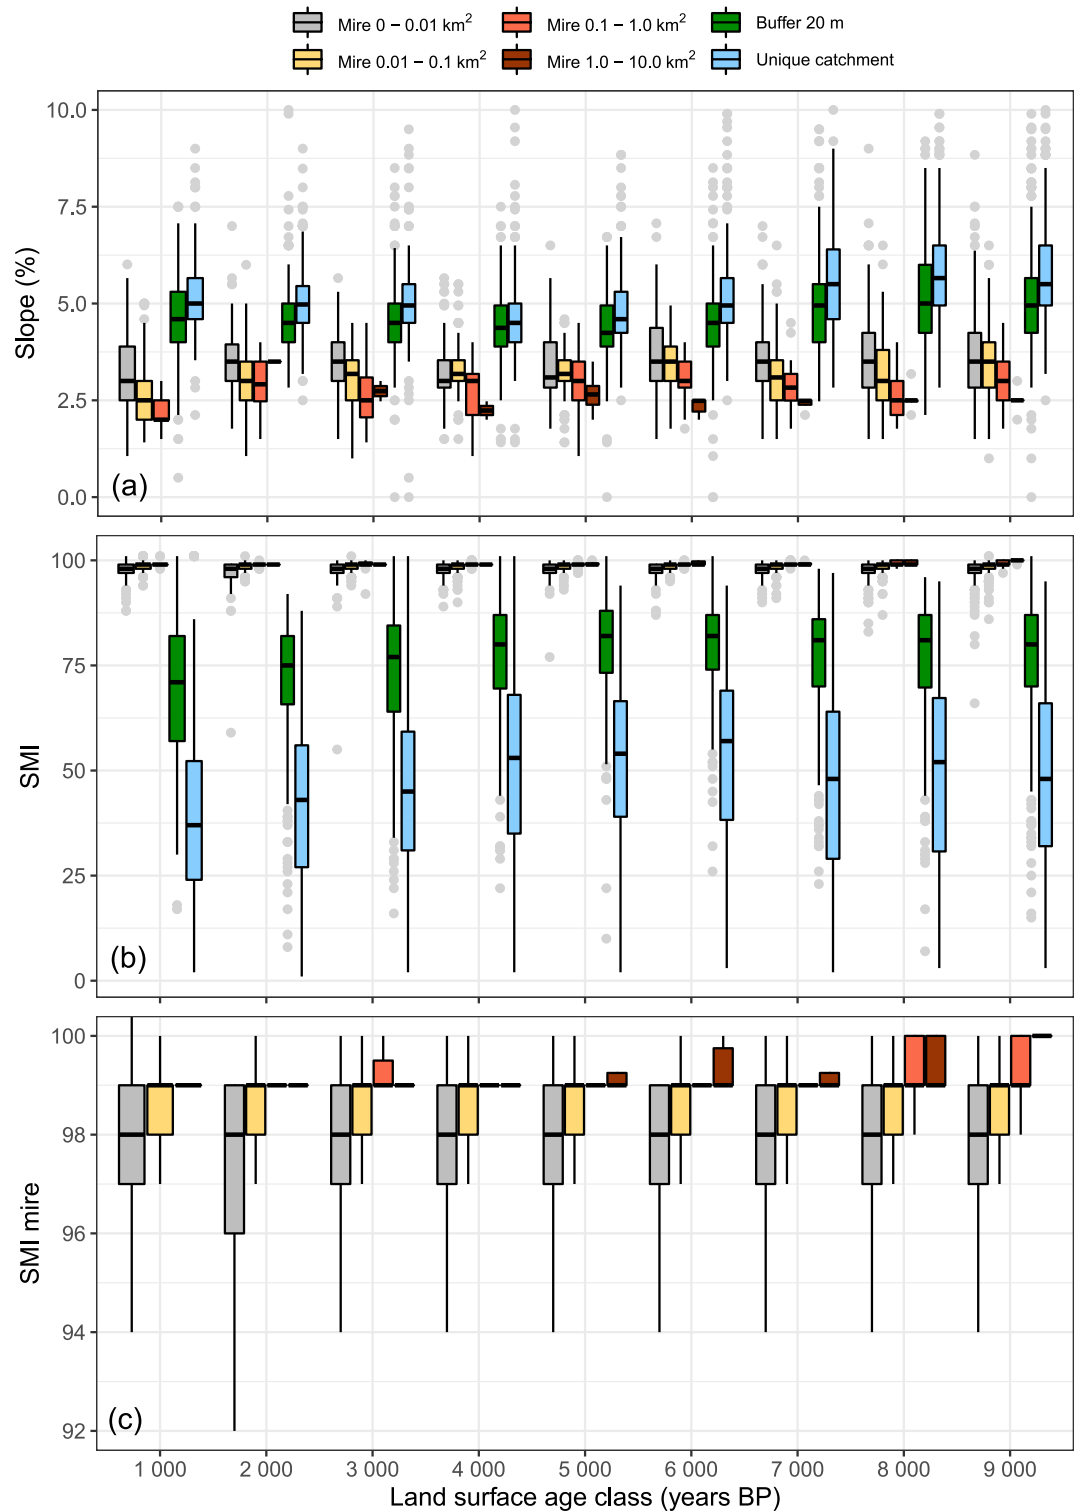 Mire 0 – 0.01 km² Mire 0.1 – 1.0 km² Buffer 20 m
Mire 0.01 – 0.1 km² Mire 1.0 – 10.0 km² Unique catchment
Slope (%)
10.0
7.5
5.0
2.5
0.0
(a)
SMI
100
75
50
25
0
(b)
SMI mire
100
98
96
94
92
(c)
1 000 2 000 3 000 4 000 5 000 6 000 7 000 8 000 9 000
Land surface age class (years BP)